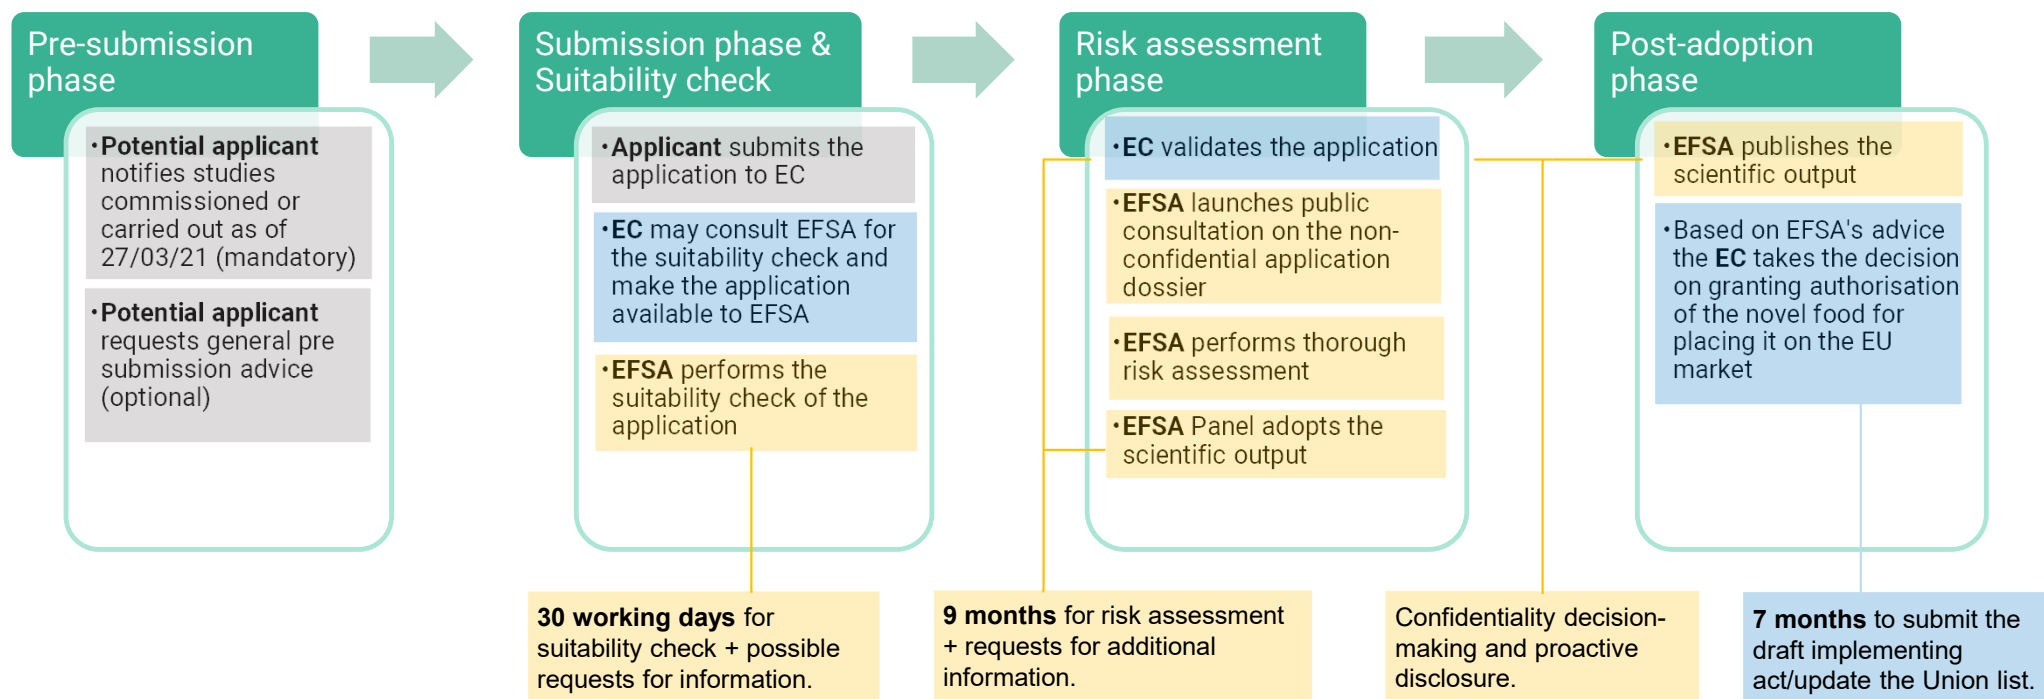 Pre-submission
phase
• Potential applicant
notifies studies
commissioned or
carried out as of
27/03/21 (mandatory)
• Potential applicant
requests general pre
submission advice
(optional)
Submission phase &
Suitability check
• Applicant submits the
application to EC
• EC may consult EFSA for
the suitability check and
make the application
available to EFSA
• EFSA performs the
suitability check of the
application
30 working days for
suitability check + possible
requests for information.
Risk assessment
phase
• EC validates the application
• EFSA launches public
consultation on the non-
confidential application
dossier
• EFSA performs thorough
risk assessment
• EFSA Panel adopts the
scientific output
9 months for risk assessment
+ requests for additional
information.
Confidentiality decision-
making and proactive
disclosure.
Post-adoption
phase
• EFSA publishes the
scientific output
• Based on EFSA's advice
the EC takes the decision
on granting authorisation
of the novel food for
placing it on the EU
market
7 months to submit the
draft implementing
act/update the Union list.